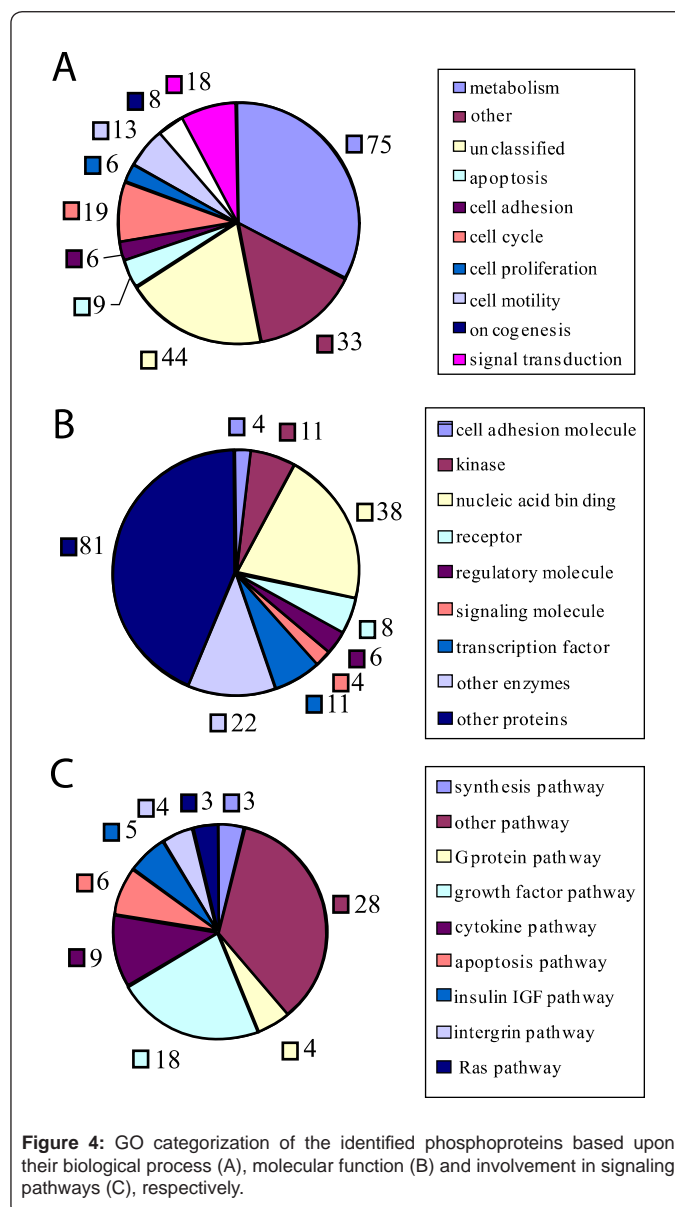 A
18
8
13
6
19
6
9
44
33
75
metabolism
other
unclassified
apoptosis
cell adhesion
cell cycle
cell proliferation
cell motility
oncogenesis
signal transduction
B
4
11
38
8
6
4
11
22
81
cell adhesion molecule
kinase
nucleic acid binding
receptor
regulatory molecule
signaling molecule
transcription factor
other enzymes
other proteins
C
3
3
28
4
18
9
6
5
4
synthesis pathway
other pathway
Gprotein pathway
growth factor pathway
cytokine pathway
apoptosis pathway
insulin IGF pathway
intergrin pathway
Ras pathway
Figure 4: GO categorization of the identified phosphoproteins based upon
their biological process (A), molecular function (B) and involvement in signaling
pathways (C), respectively.